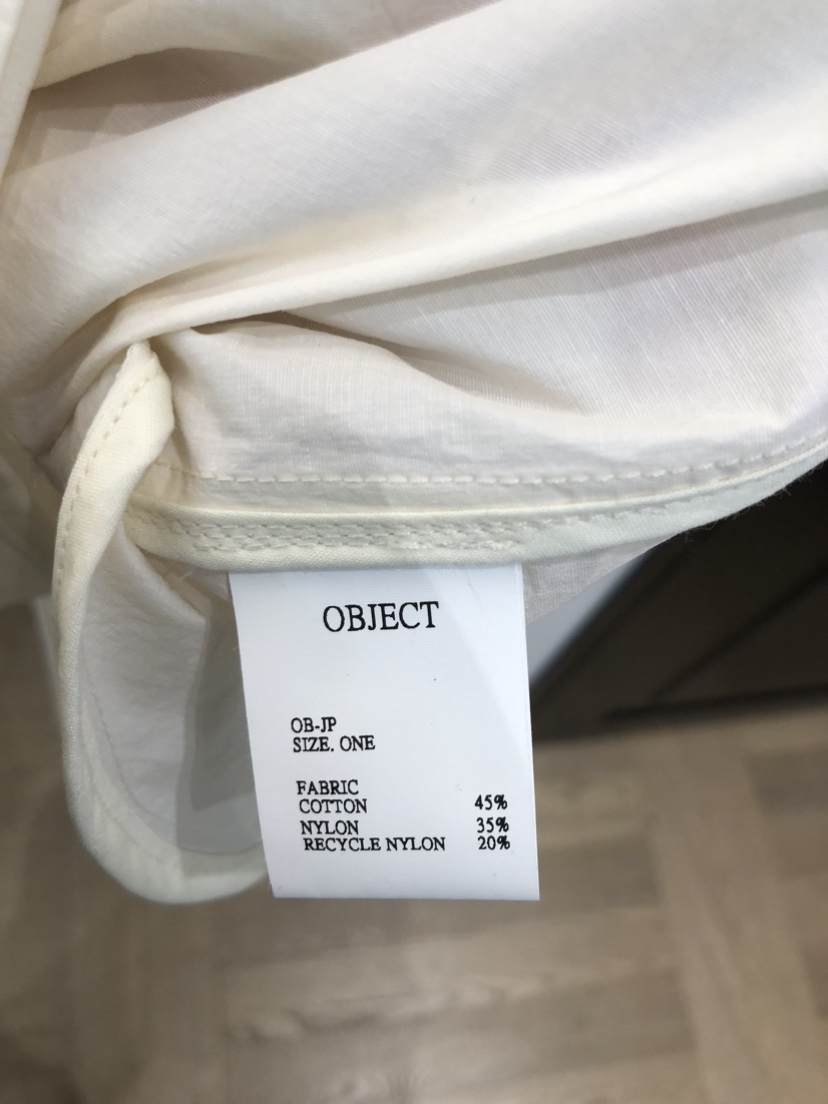 OBJECT
OB-JP
SIZE. ONE
FABRIC
COTTON 45%
NYLON 35%
RECYCLE NYLON 20%